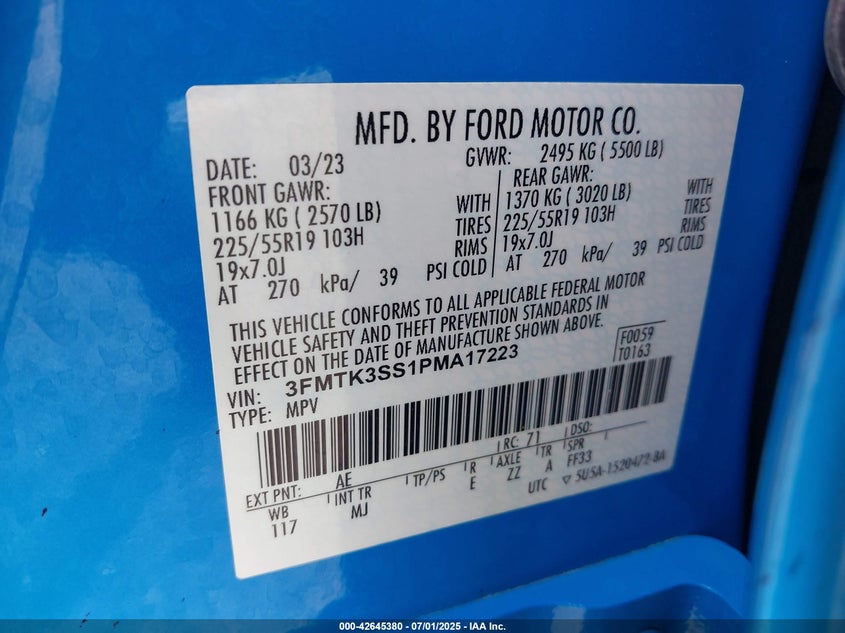 MFD. BY FORD MOTOR CO.
DATE: 03/23
GVWR: 2495 KG ( 5500 LB)
FRONT GAWR:
1166 KG ( 2570 LB) WITH
225/55R19 103H TIRES
19x7.0J RIMS
AT 270 kPa/ 39 PSI COLD
REAR GAWR:
1370 KG ( 3020 LB) WITH
225/55R19 103H TIRES
19x7.0J RIMS
AT 270 kPa/ 39 PSI COLD
THIS VEHICLE CONFORMS TO ALL APPLICABLE FEDERAL MOTOR
VEHICLE SAFETY AND THEFT PREVENTION STANDARDS IN
EFFECT ON THE DATE OF MANUFACTURE SHOWN ABOVE.
F0059
T0163
VIN: 3FMTK3SS1PMA17223
TYPE: MPV
EXT PNT: AE RC: 71 DSO:
WB INT TR TP/PS R AXLE TR SPR
117 MJ E ZZ A FF33
UTC ▽ 5U5A-1520472-BA
000-42645380 - 07/01/2025 - IAA Inc.